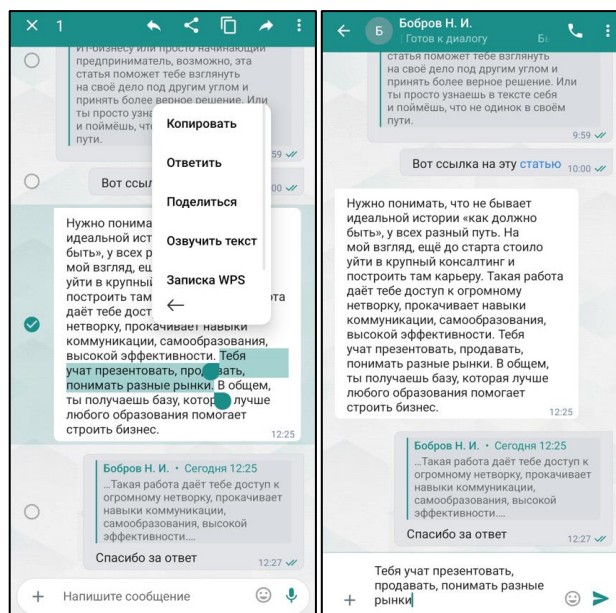 1
ИТ-бизнесу или просто начинающий
предприниматель, возможно, эта
статья поможет тебе взглянуть
на своё дело под другим углом и
принять более верное решение. Или
ты просто узна
и поймёшь, чт
пути.
59
Вот ссыл
00
Копировать
Ответить
Поделиться
Озвучить текст
Записка WPS
Нужно понима
идеальной ист
быть», у всех р
мой взгляд, ещ
уйти в крупный
построить там
ота
даёт тебе дост
нетворку, прокачивает навыки
коммуникации, самообразования,
высокой эффективности. Тебя
учат презентовать, продавать,
понимать разные рынки. В общем,
ты получаешь базу, которая лучше
любого образования помогает
строить бизнес.
12:25
Бобров Н. И. • Сегодня 12:25
...Такая работа даёт тебе доступ к
огромному нетворку, прокачивает
навыки коммуникации,
самообразования, высокой
эффективности....
Спасибо за ответ
12:27
Напишите сообщение
Б
Бобров Н. И.
Готов к диалогу
Бе
статья поможет тебе взглянуть
на своё дело под другим углом и
принять более верное решение. Или
ты просто узнаешь в тексте себя
и поймёшь, что не одинок в своём
пути.
9:59
Вот ссылка на эту статью
10:00
Нужно понимать, что не бывает
идеальной истории «как должно
быть», у всех разный путь. На
мой взгляд, ещё до старта стоило
уйти в крупный консалтинг и
построить там карьеру. Такая работа
даёт тебе доступ к огромному
нетворку, прокачивает навыки
коммуникации, самообразования,
высокой эффективности. Тебя
учат презентовать, продавать,
понимать разные рынки. В общем,
ты получаешь базу, которая лучше
любого образования помогает
строить бизнес.
12:25
Бобров Н. И. • Сегодня 12:25
...Такая работа даёт тебе доступ к
огромному нетворку, прокачивает
навыки коммуникации,
самообразования, высокой
эффективности....
Спасибо за ответ
12:27
Тебя учат презентовать,
продавать, понимать разные
рынки